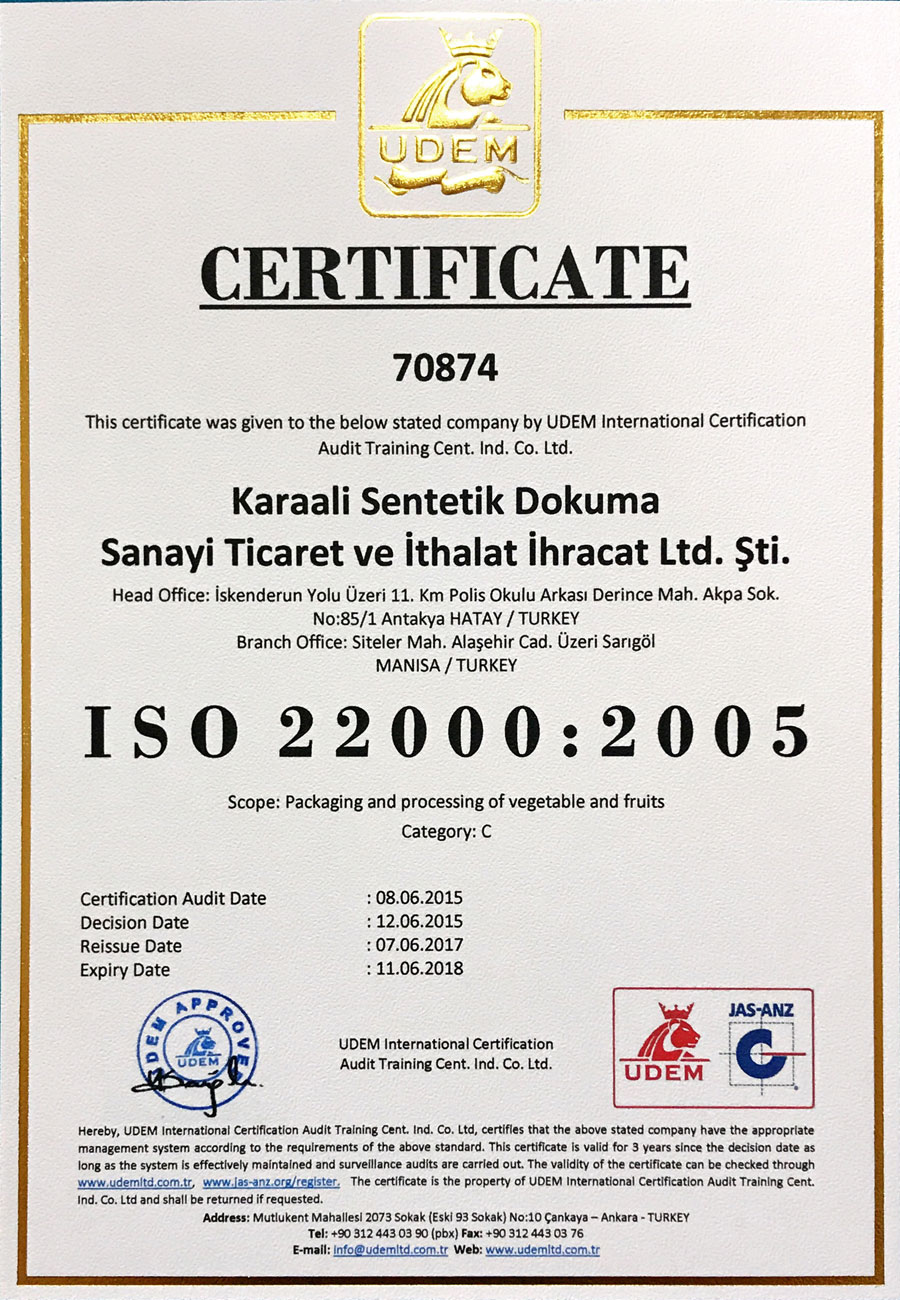 UDEM
CERTIFICATE
70874
This certificate was given to the below stated company by UDEM International Certification
Audit Training Cent. Ind. Co. Ltd.
Karaali Sentetik Dokuma
Sanayi Ticaret ve İthalat İhracat Ltd. Şti.
Head Office: İskenderun Yolu Üzeri 11. Km Polis Okulu Arkası Derince Mah. Akpa Sok.
No:85/1 Antakya HATAY / TURKEY
Branch Office: Siteler Mah. Alaşehir Cad. Üzeri Sarıgöl
MANISA / TURKEY
ISO 22000:2005
Scope: Packaging and processing of vegetable and fruits
Category: C
Certification Audit Date : 08.06.2015
Decision Date : 12.06.2015
Reissue Date : 07.06.2017
Expiry Date : 11.06.2018
UDEM APPROVED
UDEM
UDEM International Certification
Audit Training Cent. Ind. Co. Ltd.
UDEM
JAS-ANZ
Hereby, UDEM International Certification Audit Training Cent. Ind. Co. Ltd, certifies that the above stated company have the appropriate
management system according to the requirements of the above standard. This certificate is valid for 3 years since the decision date as
long as the system is effectively maintained and surveillance audits are carried out. The validity of the certificate can be checked through
www.udemltd.com.tr, www.jas-anz.org/register. The certificate is the property of UDEM International Certification Audit Training Cent.
Ind. Co. Ltd and shall be returned if requested.
Address: Mutlukent Mahallesi 2073 Sokak (Eski 93 Sokak) No:10 Çankaya – Ankara - TURKEY
Tel: +90 312 443 03 90 (pbx) Fax: +90 312 443 03 76
E-mail: info@udemltd.com.tr Web: www.udemltd.com.tr